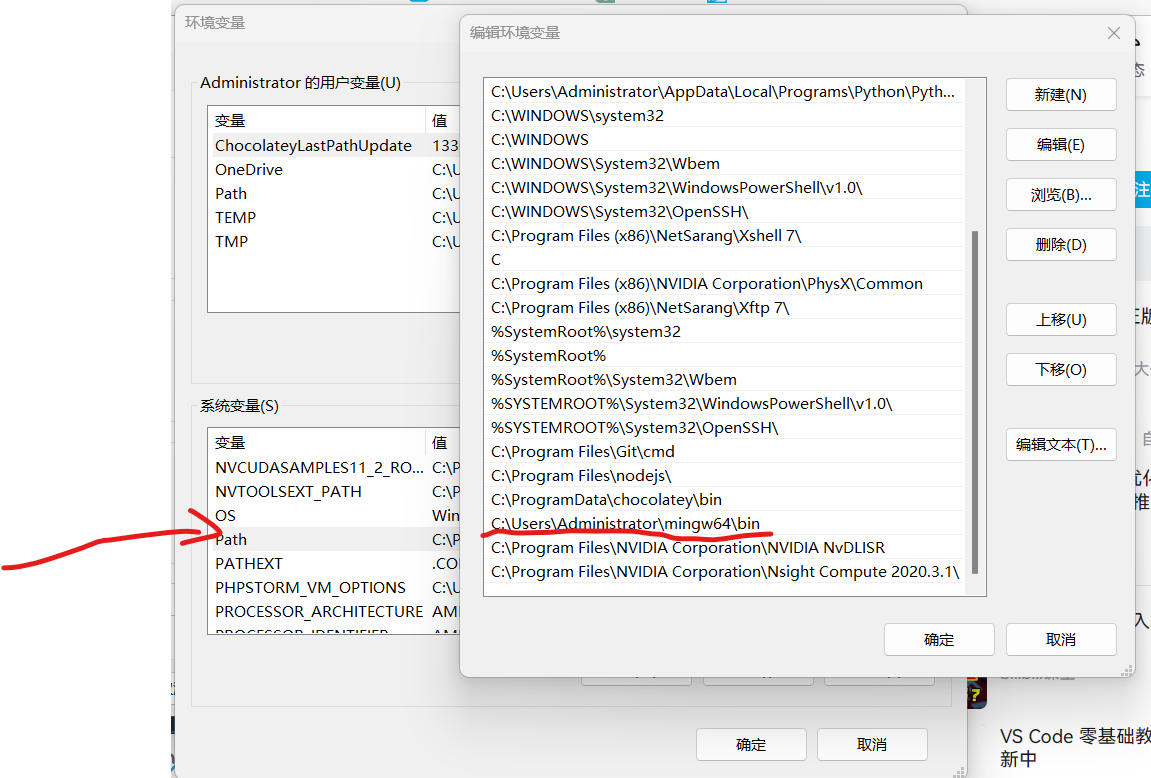 环境变量
编辑环境变量
Administrator 的用户变量(U)
变量 值
ChocolateyLastPathUpdate 133
OneDrive C:\U
Path C:\U
TEMP C:\U
TMP C:\U
系统变量(S)
变量 值
NVCUDASAMPLES11_2_RO... C:\P
NVTOOLSEXT_PATH C:\P
OS Win
Path C:\P
PATHEXT .CO
PHPSTORM_VM_OPTIONS C:\U
PROCESSOR_ARCHITECTURE AM
PROCESSOR_IDENTIFIER
确定
取消
C:\Users\Administrator\AppData\Local\Programs\Python\Pyth...
C:\WINDOWS\system32
C:\WINDOWS
C:\WINDOWS\System32\Wbem
C:\WINDOWS\System32\WindowsPowerShell\v1.0\
C:\WINDOWS\System32\OpenSSH\
C:\Program Files (x86)\NetSarang\Xshell 7\
C
C:\Program Files (x86)\NVIDIA Corporation\PhysX\Common
C:\Program Files (x86)\NetSarang\Xftp 7\
%SystemRoot%\system32
%SystemRoot%
%SystemRoot%\System32\Wbem
%SYSTEMROOT%\System32\WindowsPowerShell\v1.0\
%SYSTEMROOT%\System32\OpenSSH\
C:\Program Files\Git\cmd
C:\Program Files\nodejs\
C:\ProgramData\chocolatey\bin
C:\Users\Administrator\mingw64\bin
C:\Program Files\NVIDIA Corporation\NVIDIA NvDLISR
C:\Program Files\NVIDIA Corporation\Nsight Compute 2020.3.1\
新建(N)
编辑(E)
浏览(B)...
删除(D)
上移(U)
下移(O)
编辑文本(T)...
确定
取消
注
VS Code 零基础教
新中